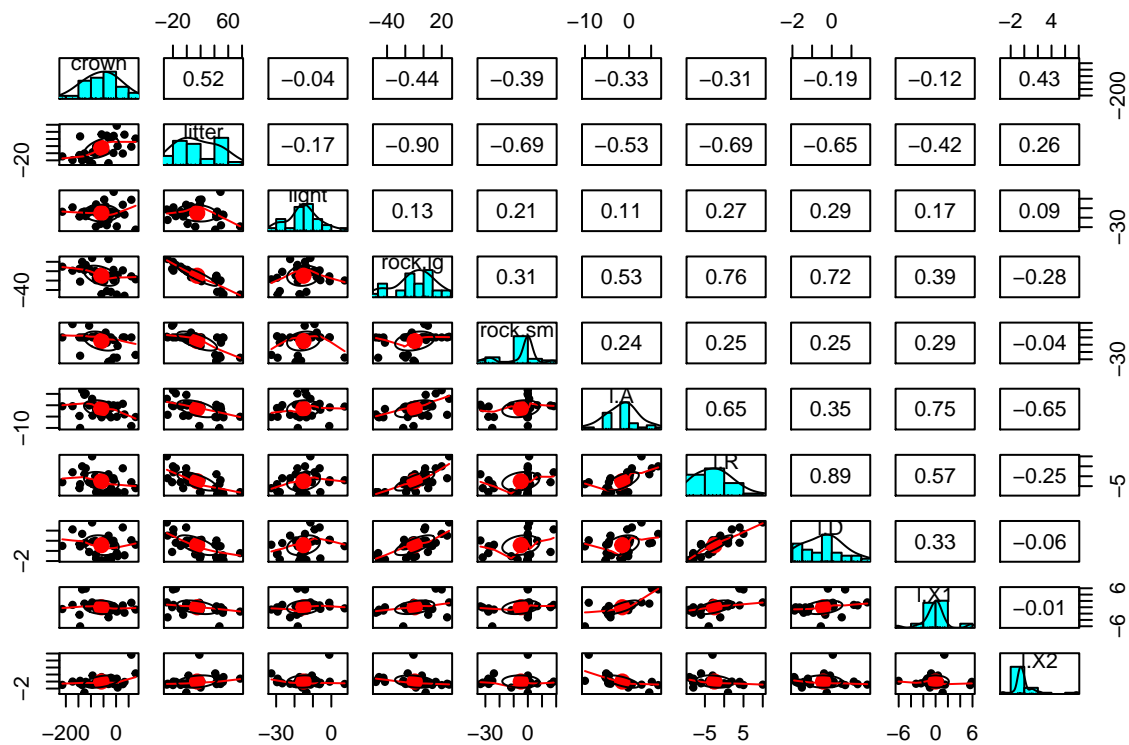 −20 60 −40 20 −10 0 −2 0 −2 4
crown 0.52 −0.04 −0.44 −0.39 −0.33 −0.31 −0.19 −0.12 0.43 −200
−20 litter −0.17 −0.90 −0.69 −0.53 −0.69 −0.65 −0.42 0.26
light 0.13 0.21 0.11 0.27 0.29 0.17 0.09 −30
−40 rock.lg 0.31 0.53 0.76 0.72 0.39 −0.28
rock.sm 0.24 0.25 0.25 0.29 −0.04 −30
−10 l.A 0.65 0.35 0.75 −0.65
l.R 0.89 0.57 −0.25 −5
−2 l.D 0.33 −0.06
l.X1 −0.01 −6 6
−2 l.X2
−200 0 −30 0 −30 0 −5 5 −6 0 6